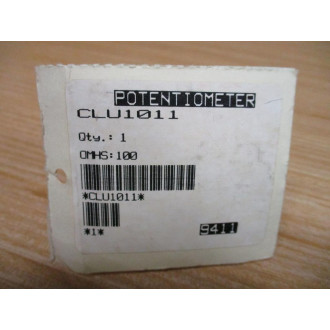 POTENTIOMETER
CLU1011
Qty.: 1
OMHS:100
*CLU1011*
*1*
9411